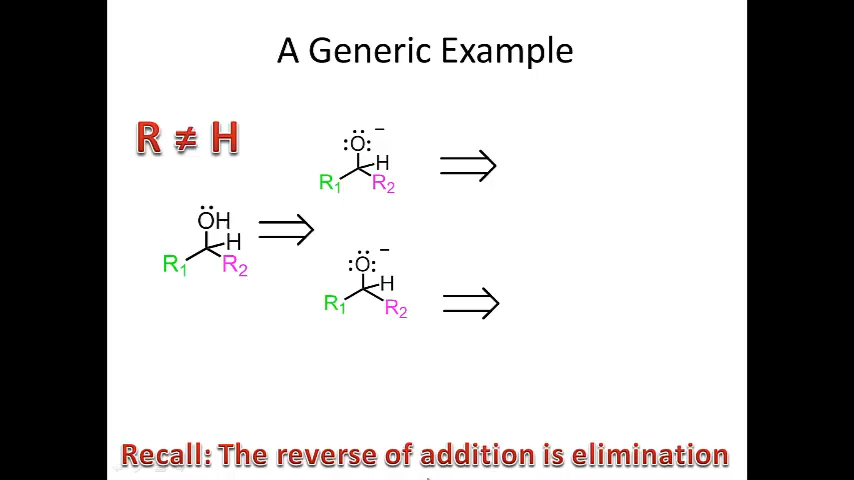 A Generic Example
R ≠ H
:Ö: −
H
R1 R2
ÖH
H
R1 R2
:Ö: −
H
R1
R2
Recall: The reverse of addition is elimination